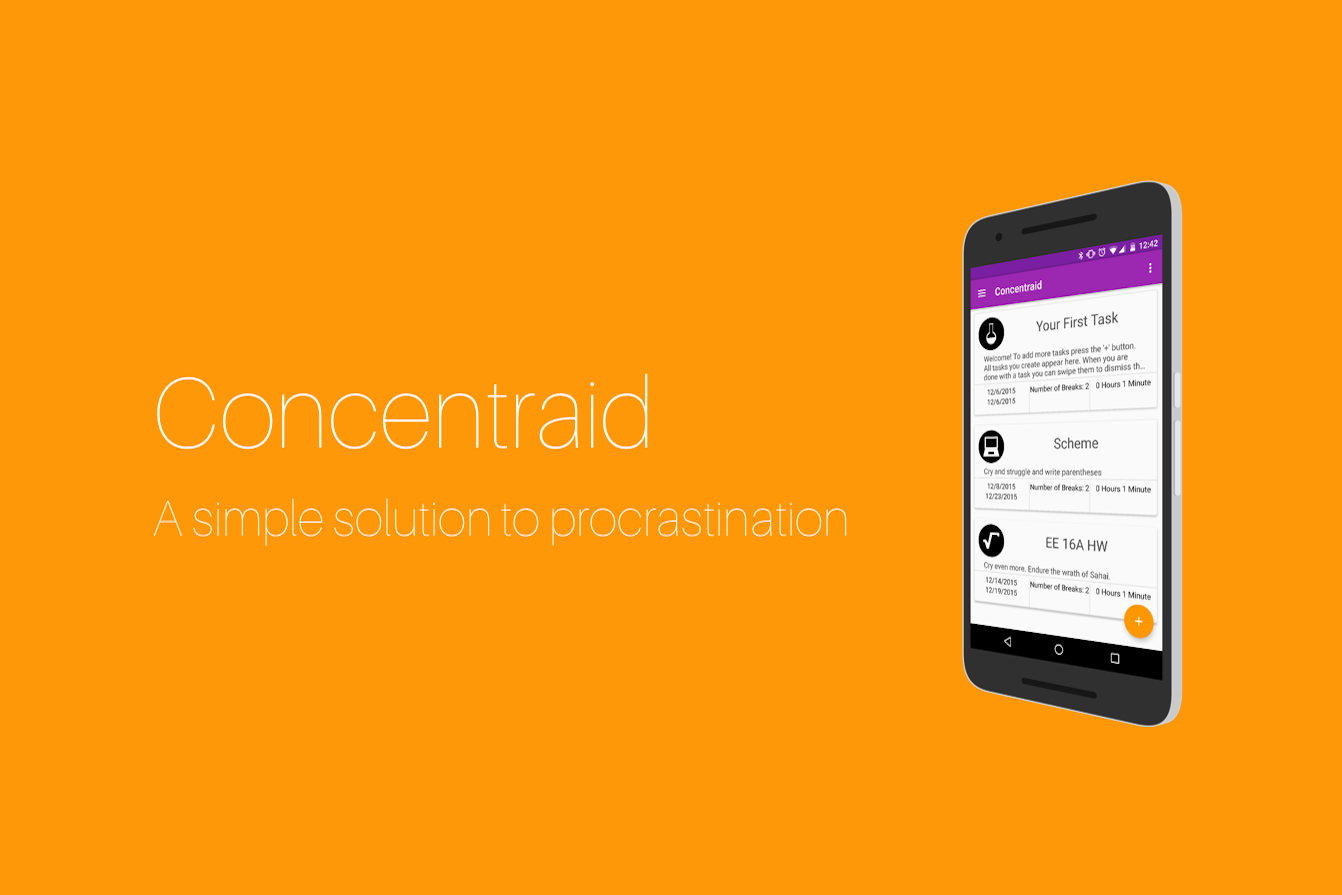 Concentraid
A simple solution to procrastination
12:42
Concentraid
Your First Task
Welcome! To add more tasks press the '+' button.
All tasks you create appear here. When you are
done with a task you can swipe them to dismiss th...
12/6/2015
12/6/2015
Number of Breaks: 2
0 Hours 1 Minute
Scheme
Cry and struggle and write parentheses
12/8/2015
12/23/2015
Number of Breaks: 2
0 Hours 1 Minute
EE 16A HW
Cry even more. Endure the wrath of Sahai.
12/14/2015
12/19/2015
Number of Breaks: 2
0 Hours 1 Minute
+